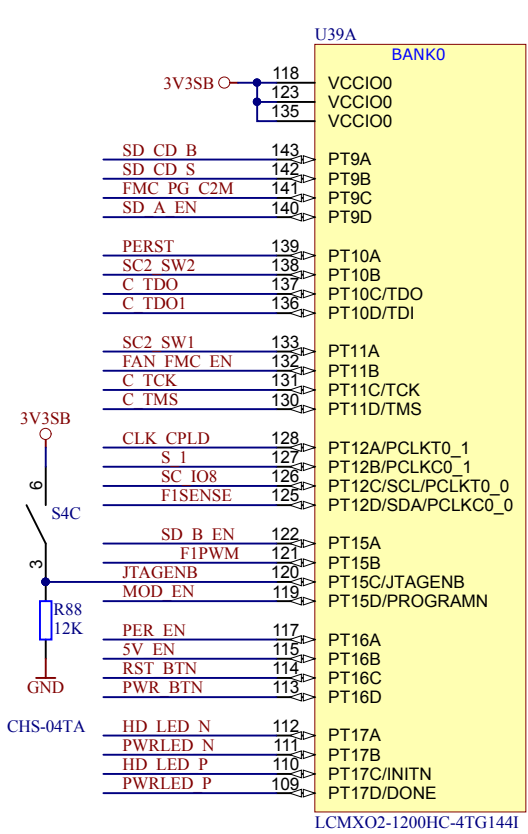 U39A
BANK0
3V3SB
118 VCCIO0
123 VCCIO0
135 VCCIO0
SD_CD_B 143 PT9A
SD_CD_S 142 PT9B
FMC_PG_C2M 141 PT9C
SD_A_EN 140 PT9D
PERST 139 PT10A
SC2_SW2 138 PT10B
C_TDO 137 PT10C/TDO
C_TDO1 136 PT10D/TDI
SC2_SW1 133 PT11A
FAN_FMC_EN 132 PT11B
C_TCK 131 PT11C/TCK
C_TMS 130 PT11D/TMS
3V3SB
CLK_CPLD 128 PT12A/PCLKT0_1
S_1 127 PT12B/PCLKC0_1
SC_IO8 126 PT12C/SCL/PCLKT0_0
F1SENSE 125 PT12D/SDA/PCLKC0_0
6
S4C
3
SD_B_EN 122 PT15A
F1PWM 121 PT15B
JTAGENB 120 PT15C/JTAGENB
MOD_EN 119 PT15D/PROGRAMN
R88
12K
GND
PER_EN 117 PT16A
5V_EN 115 PT16B
RST_BTN 114 PT16C
PWR_BTN 113 PT16D
CHS-04TA
HD_LED_N 112 PT17A
PWRLED_N 111 PT17B
HD_LED_P 110 PT17C/INITN
PWRLED_P 109 PT17D/DONE
LCMXO2-1200HC-4TG144I